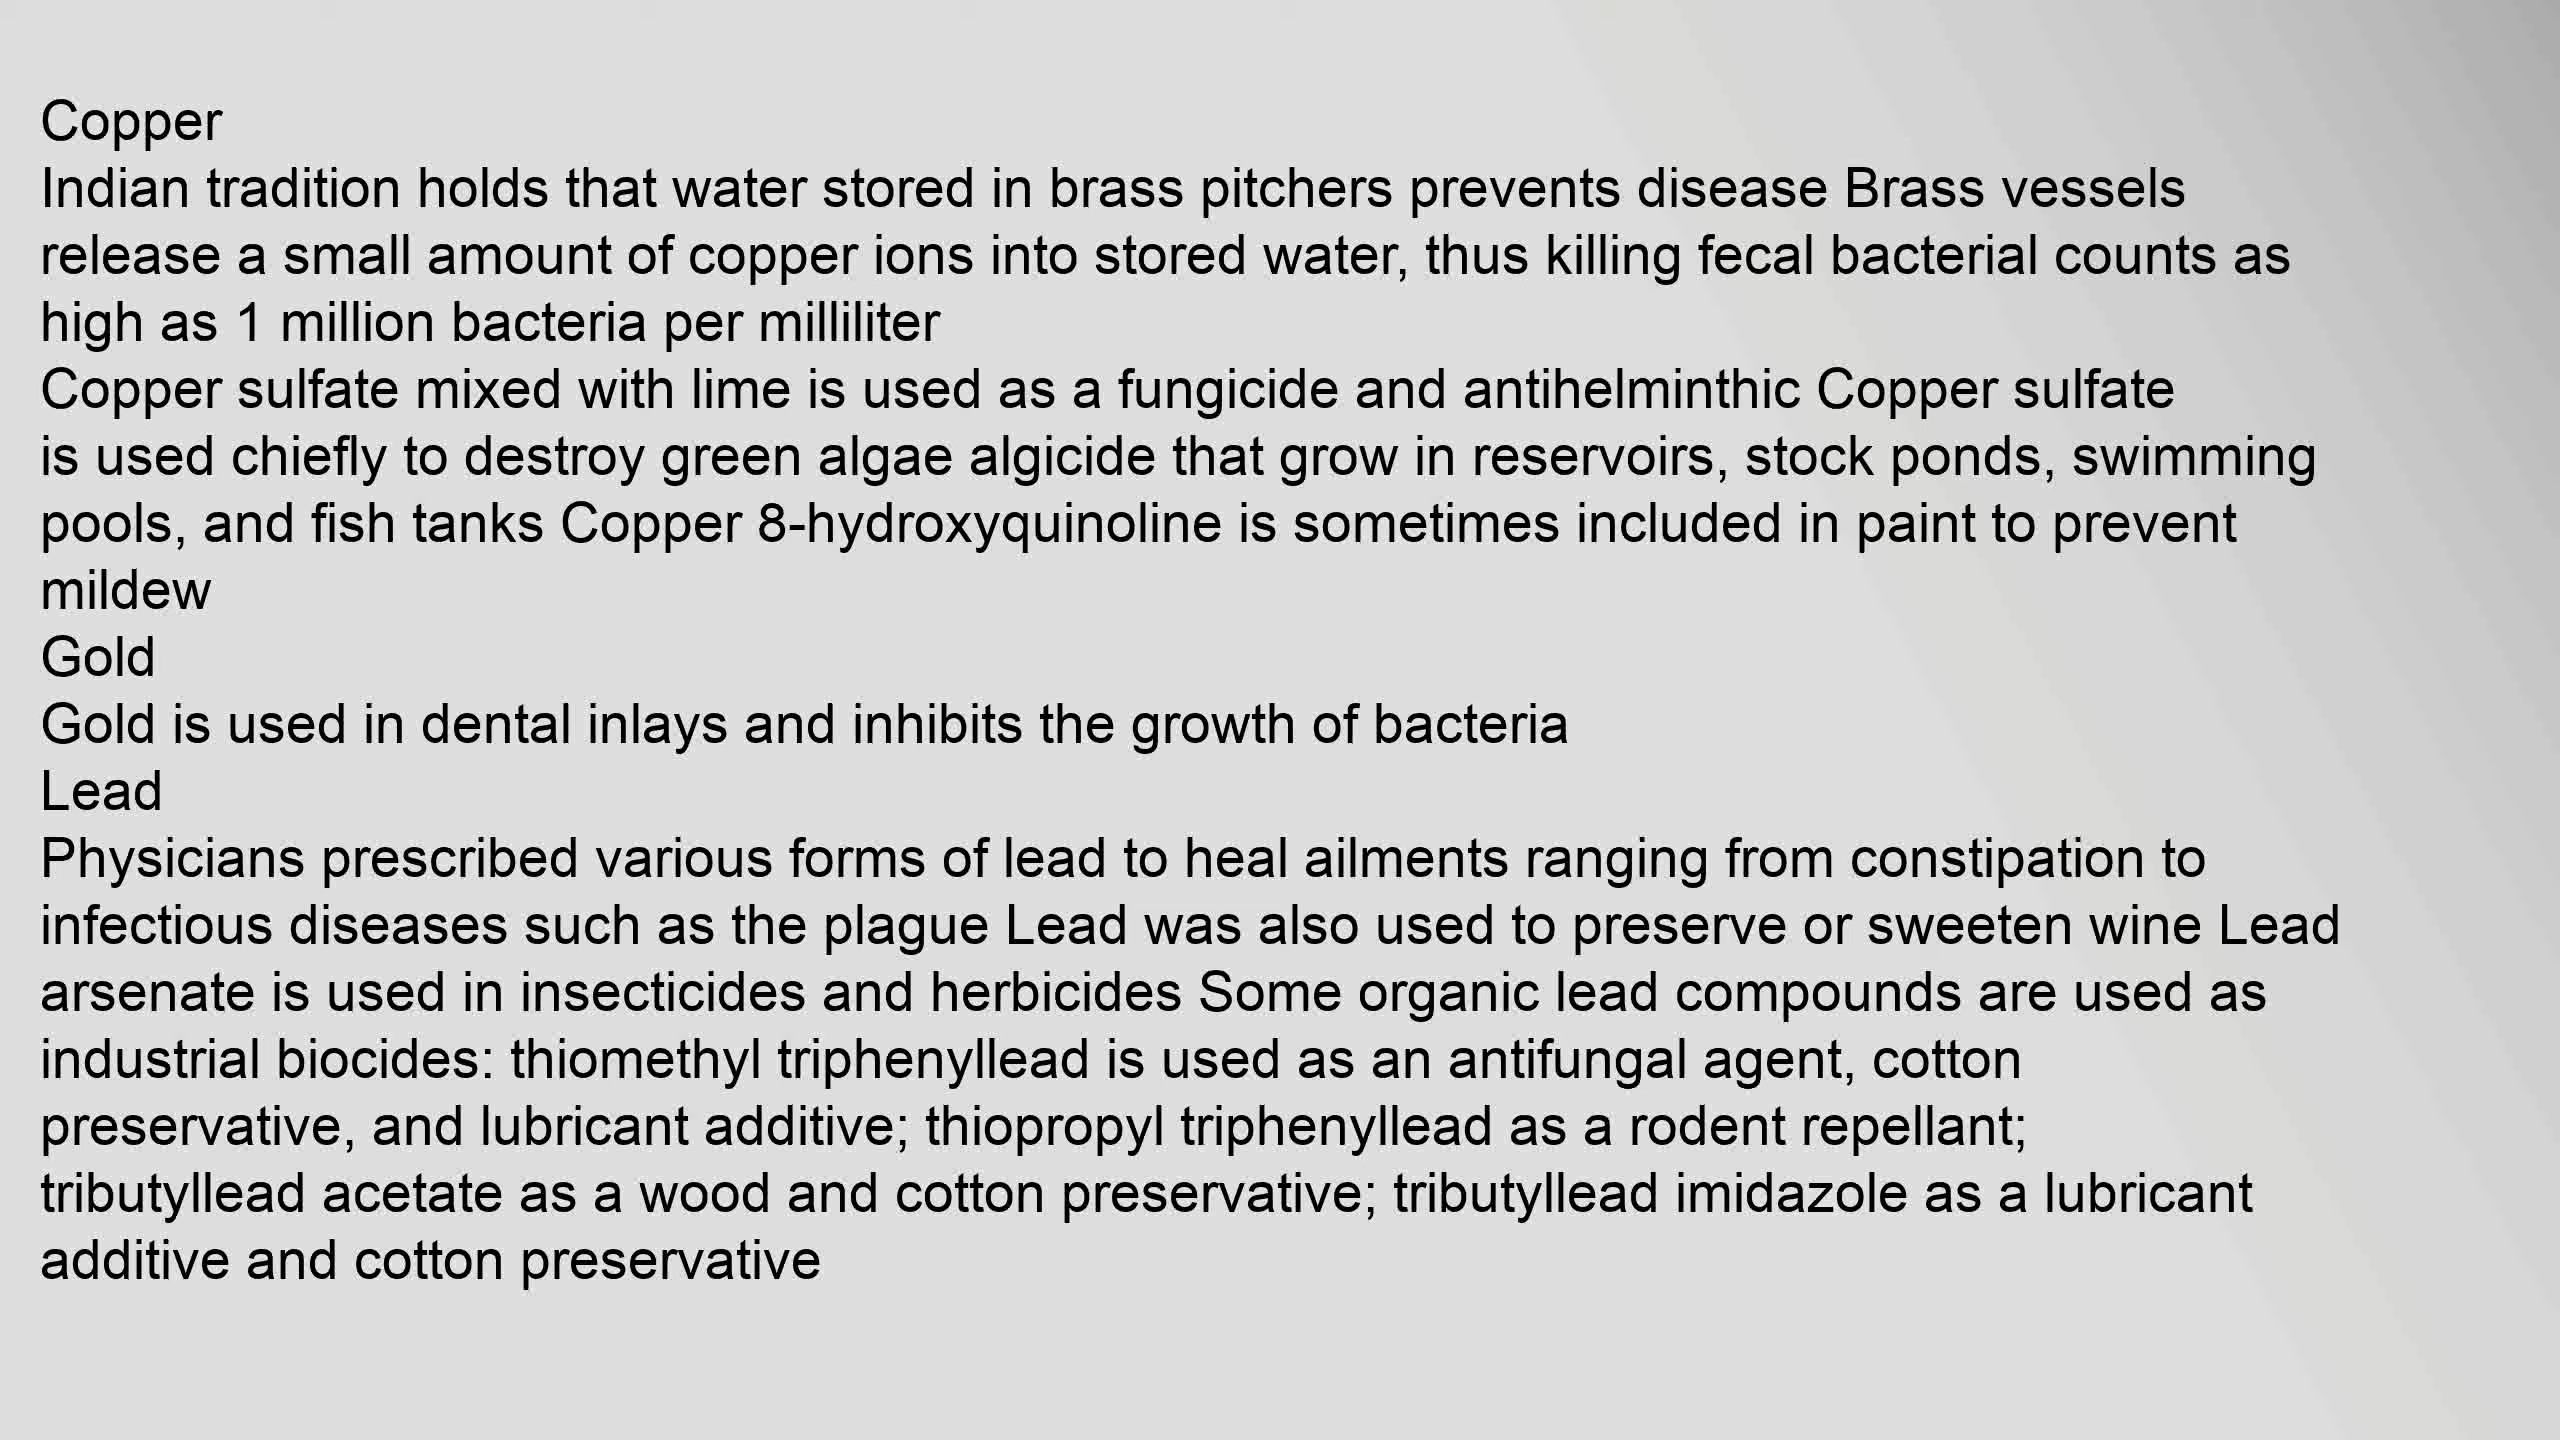 Copper
Indian tradition holds that water stored in brass pitchers prevents disease Brass vessels
release a small amount of copper ions into stored water, thus killing fecal bacterial counts as
high as 1 million bacteria per milliliter
Copper sulfate mixed with lime is used as a fungicide and antihelminthic Copper sulfate
is used chiefly to destroy green algae algicide that grow in reservoirs, stock ponds, swimming
pools, and fish tanks Copper 8-hydroxyquinoline is sometimes included in paint to prevent
mildew
Gold
Gold is used in dental inlays and inhibits the growth of bacteria
Lead
Physicians prescribed various forms of lead to heal ailments ranging from constipation to
infectious diseases such as the plague Lead was also used to preserve or sweeten wine Lead
arsenate is used in insecticides and herbicides Some organic lead compounds are used as
industrial biocides: thiomethyl triphenyllead is used as an antifungal agent, cotton
preservative, and lubricant additive; thiopropyl triphenyllead as a rodent repellant;
tributyllead acetate as a wood and cotton preservative; tributyllead imidazole as a lubricant
additive and cotton preservative